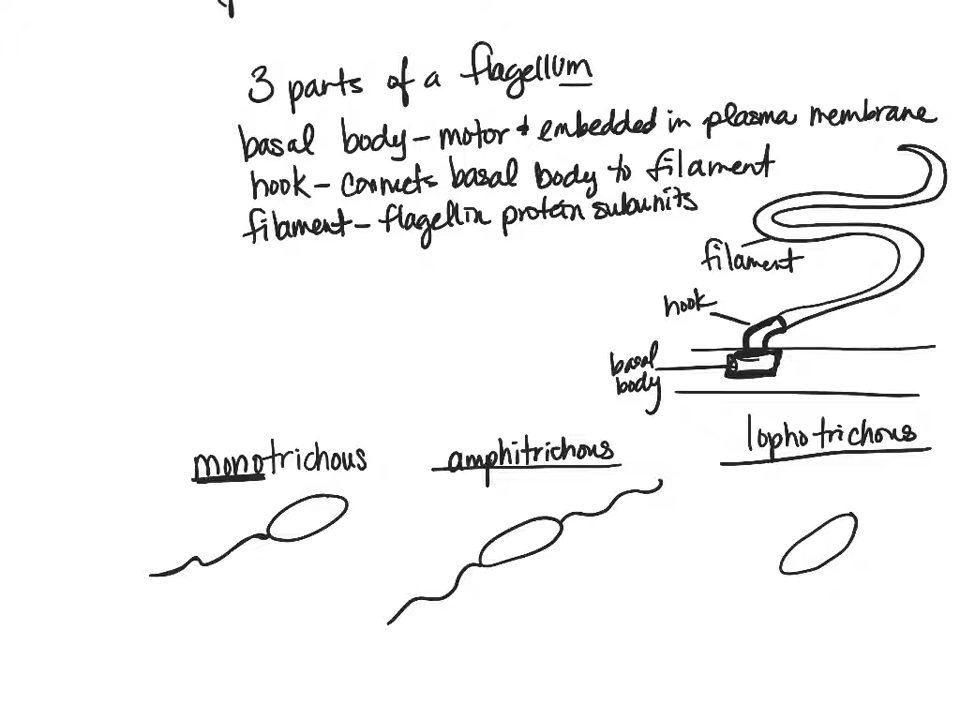 3 parts of a flagellum
basal body - motor & embedded in plasma membrane
hook - connects basal body to filament
filament - flagellin protein subunits
filament
hook
basal
body
monotrichous
amphitrichous
lophotrichous